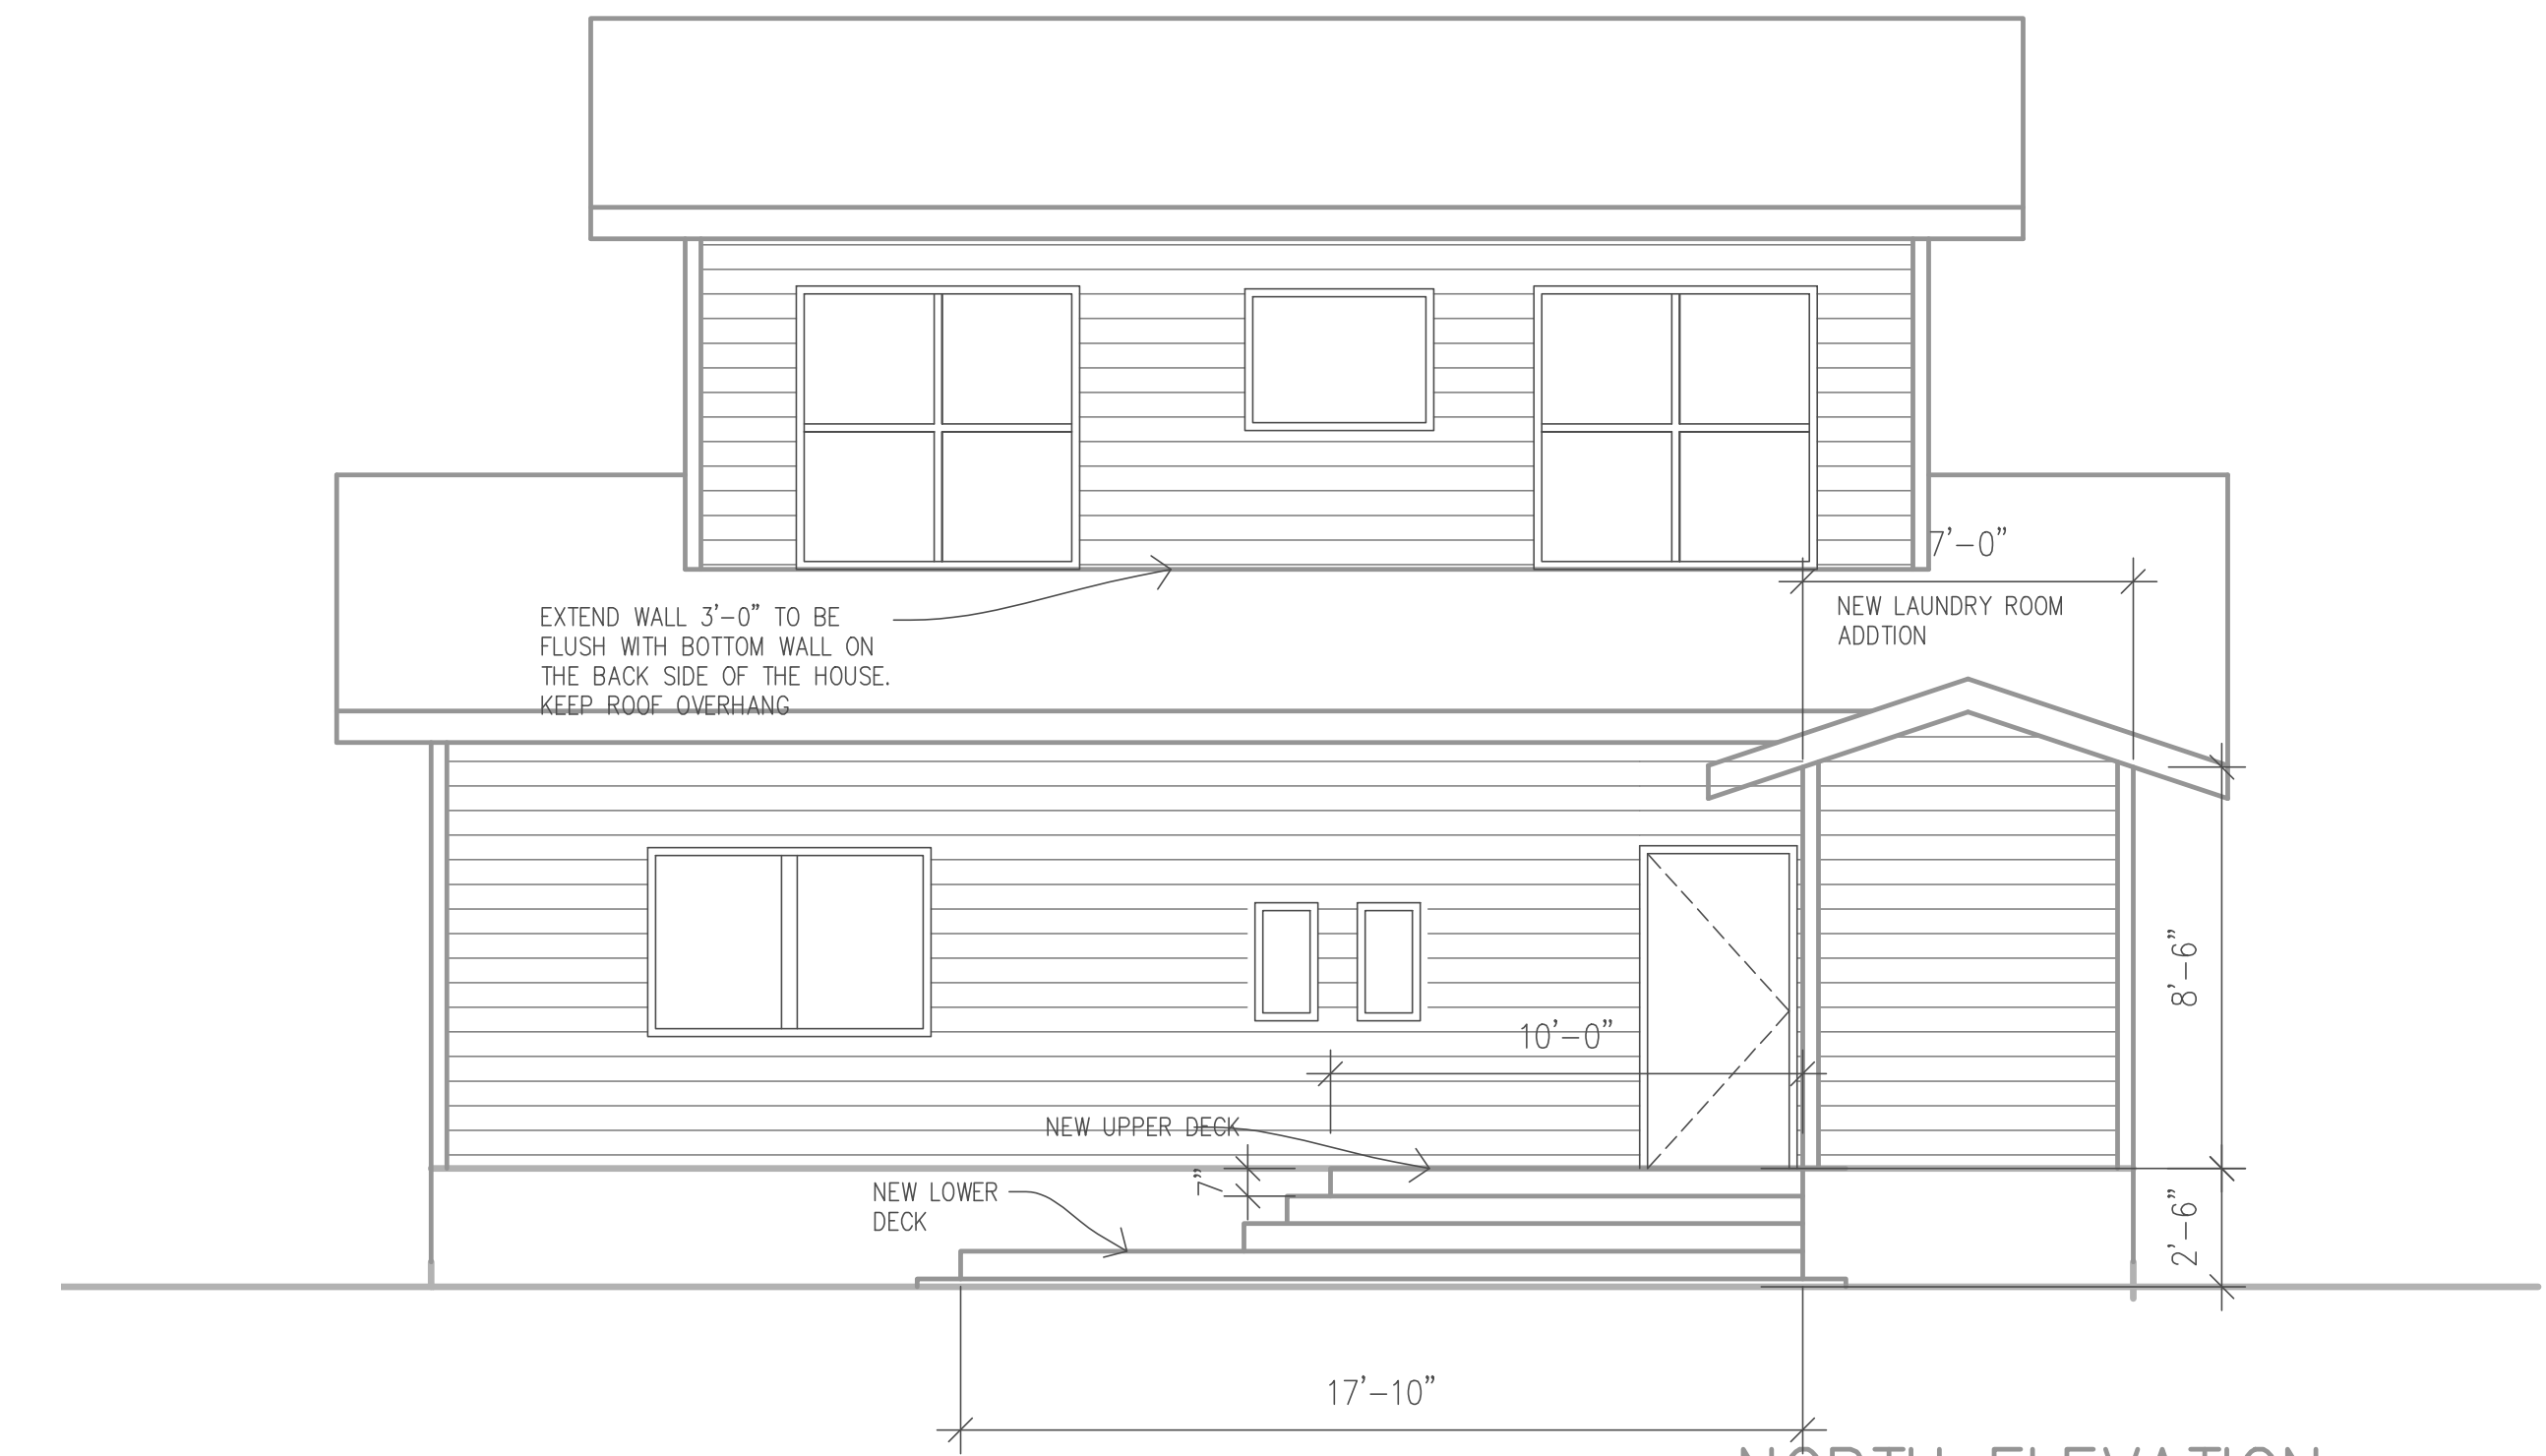 7'-0"
EXTEND WALL 3'-0" TO BE
FLUSH WITH BOTTOM WALL ON
THE BACK SIDE OF THE HOUSE.
KEEP ROOF OVERHANG
NEW LAUNDRY ROOM
ADDTION
8'-6"
10'-0"
NEW UPPER DECK
7"
NEW LOWER
DECK
2'-6"
17'-10"
NORTH ELEVATION